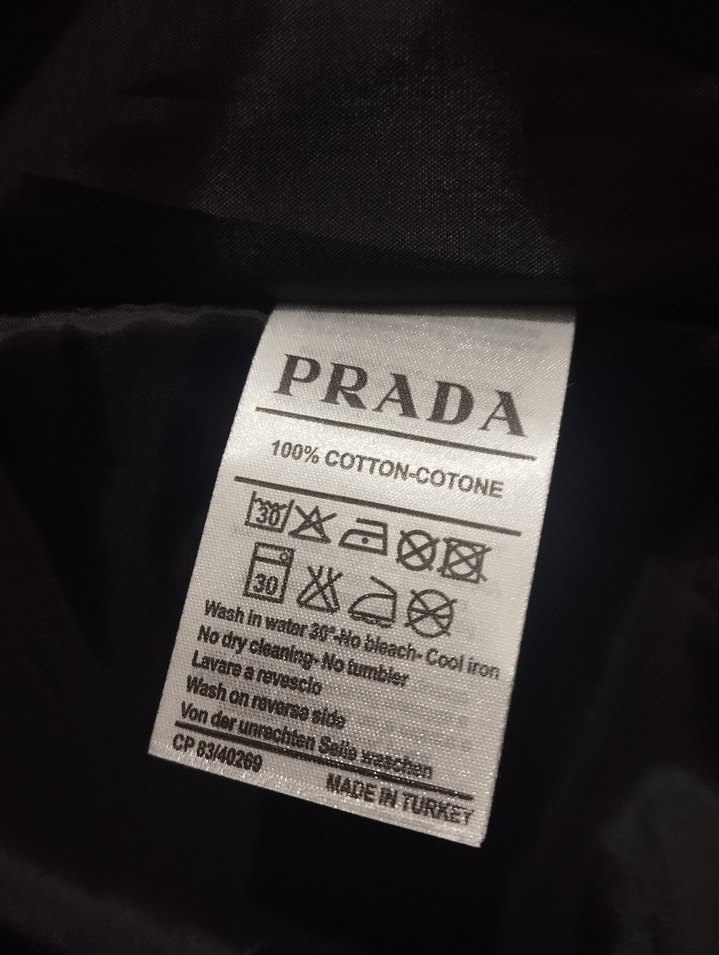 PRADA
100% COTTON-COTONE
30
30
Wash in water 30°-No bleach- Cool iron
No dry cleaning- No tumbler
Lavare a revescio
Wash on reverse side
Von der unrechten Seile waschen
CP 83/40269
MADE IN TURKEY